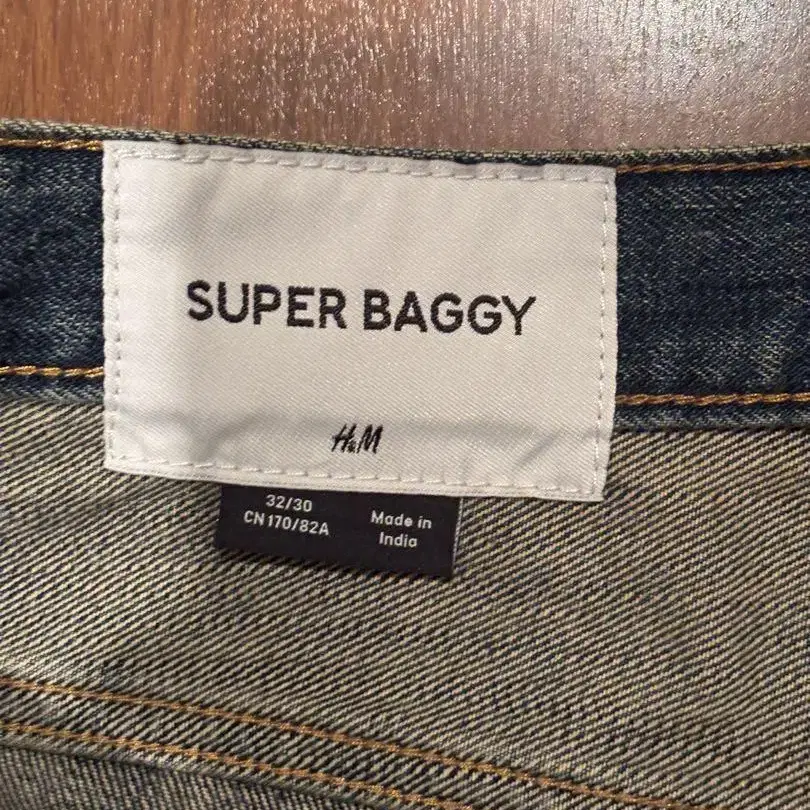 SUPER BAGGY
H&M
32/30
CN 170/82A
Made in
India